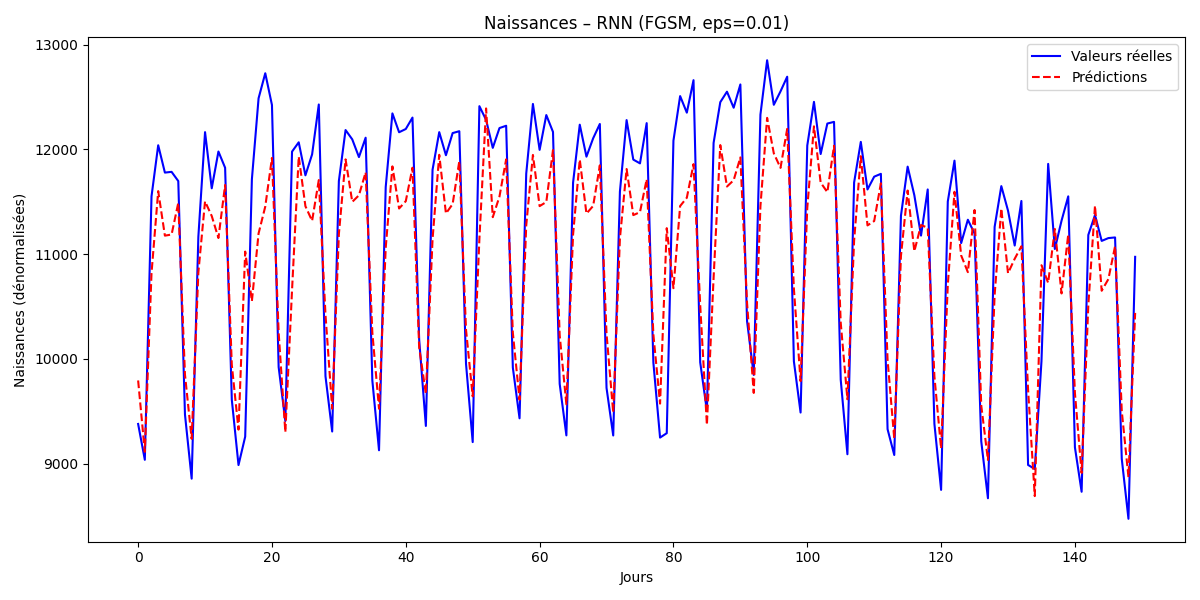 Naissances – RNN (FGSM, eps=0.01)
13000
12000
11000
10000
9000
Naissances (dénormalisées)
Valeurs réelles
Prédictions
0 20 40 60 80 100 120 140
Jours